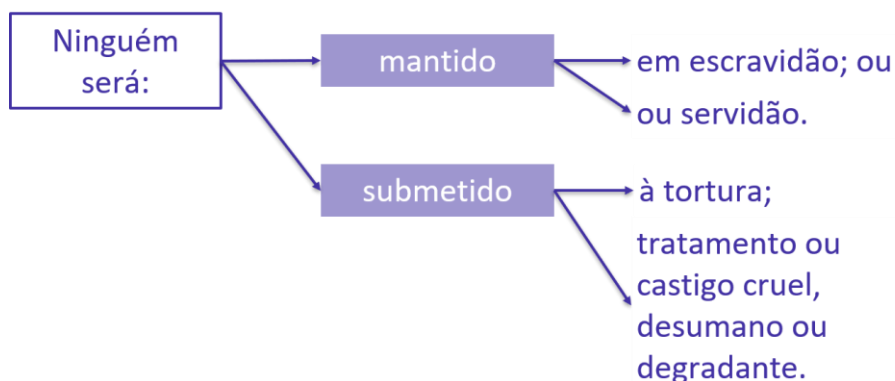 Ninguém
será:
mantido
em escravidão; ou
ou servidão.
submetido
à tortura;
tratamento ou
castigo cruel,
desumano ou
degradante.